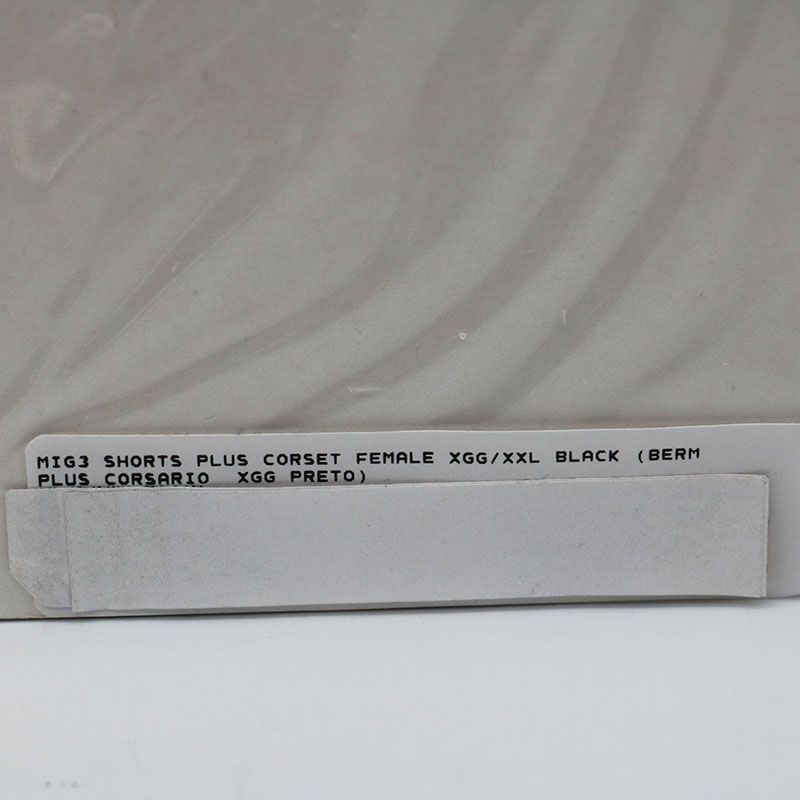 MIG3 SHORTS PLUS CORSET FEMALE XGG/XXL BLACK (BERM
PLUS CORSARIO XGG PRETO)